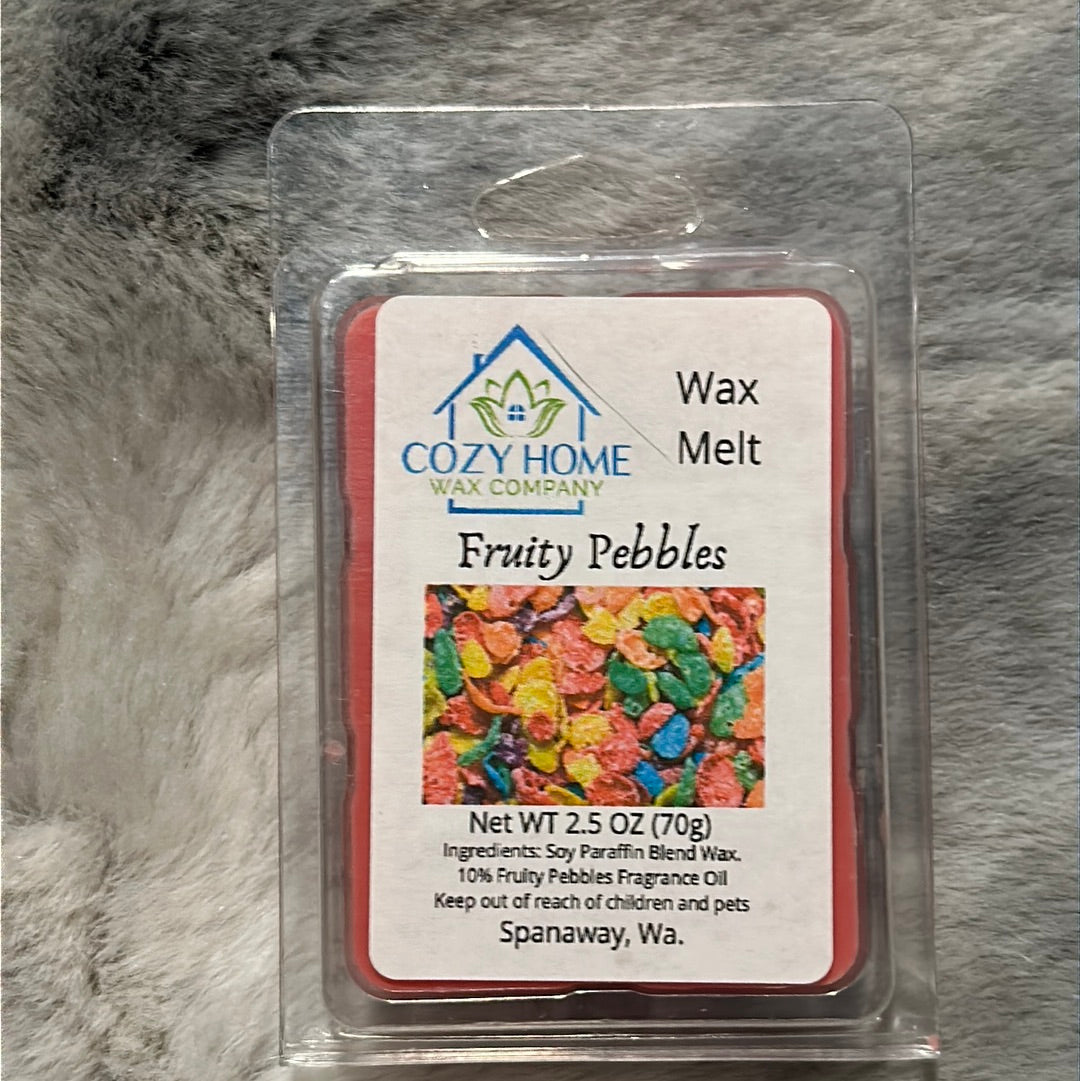 COZY HOME
WAX COMPANY
Wax
Melt
Fruity Pebbles
Net WT 2.5 OZ (70g)
Ingredients: Soy Paraffin Blend Wax.
10% Fruity Pebbles Fragrance Oil
Keep out of reach of children and pets
Spanaway, Wa.